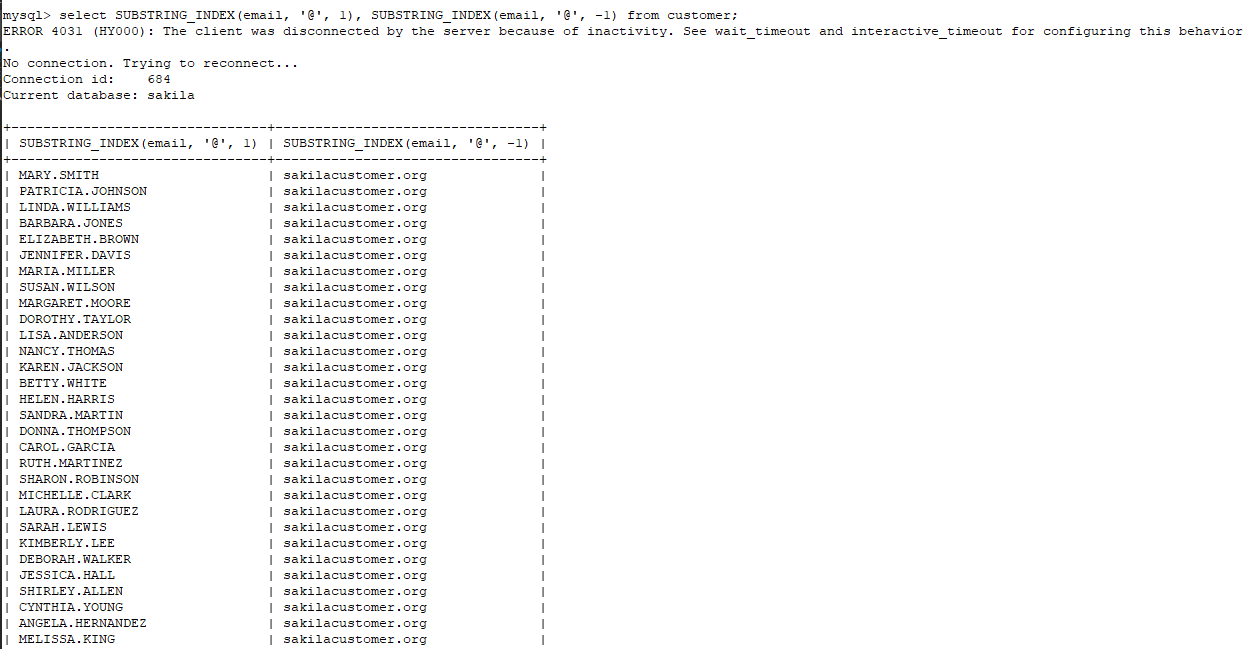 mysql> select SUBSTRING_INDEX(email, '@', 1), SUBSTRING_INDEX(email, '@', -1) from customer;
ERROR 4031 (HY000): The client was disconnected by the server because of inactivity. See wait_timeout and interactive_timeout for configuring this behavior
.
No connection. Trying to reconnect...
Connection id:    684
Current database: sakila

+--------------------------------+---------------------------------+
| SUBSTRING_INDEX(email, '@', 1) | SUBSTRING_INDEX(email, '@', -1) |
+--------------------------------+---------------------------------+
| MARY.SMITH                     | sakilacustomer.org              |
| PATRICIA.JOHNSON               | sakilacustomer.org              |
| LINDA.WILLIAMS                 | sakilacustomer.org              |
| BARBARA.JONES                  | sakilacustomer.org              |
| ELIZABETH.BROWN                | sakilacustomer.org              |
| JENNIFER.DAVIS                 | sakilacustomer.org              |
| MARIA.MILLER                   | sakilacustomer.org              |
| SUSAN.WILSON                   | sakilacustomer.org              |
| MARGARET.MOORE                 | sakilacustomer.org              |
| DOROTHY.TAYLOR                 | sakilacustomer.org              |
| LISA.ANDERSON                  | sakilacustomer.org              |
| NANCY.THOMAS                   | sakilacustomer.org              |
| KAREN.JACKSON                  | sakilacustomer.org              |
| BETTY.WHITE                    | sakilacustomer.org              |
| HELEN.HARRIS                   | sakilacustomer.org              |
| SANDRA.MARTIN                  | sakilacustomer.org              |
| DONNA.THOMPSON                 | sakilacustomer.org              |
| CAROL.GARCIA                   | sakilacustomer.org              |
| RUTH.MARTINEZ                  | sakilacustomer.org              |
| SHARON.ROBINSON                | sakilacustomer.org              |
| MICHELLE.CLARK                 | sakilacustomer.org              |
| LAURA.RODRIGUEZ                | sakilacustomer.org              |
| SARAH.LEWIS                    | sakilacustomer.org              |
| KIMBERLY.LEE                   | sakilacustomer.org              |
| DEBORAH.WALKER                 | sakilacustomer.org              |
| JESSICA.HALL                   | sakilacustomer.org              |
| SHIRLEY.ALLEN                  | sakilacustomer.org              |
| CYNTHIA.YOUNG                  | sakilacustomer.org              |
| ANGELA.HERNANDEZ               | sakilacustomer.org              |
| MELISSA.KING                   | sakilacustomer.org              |